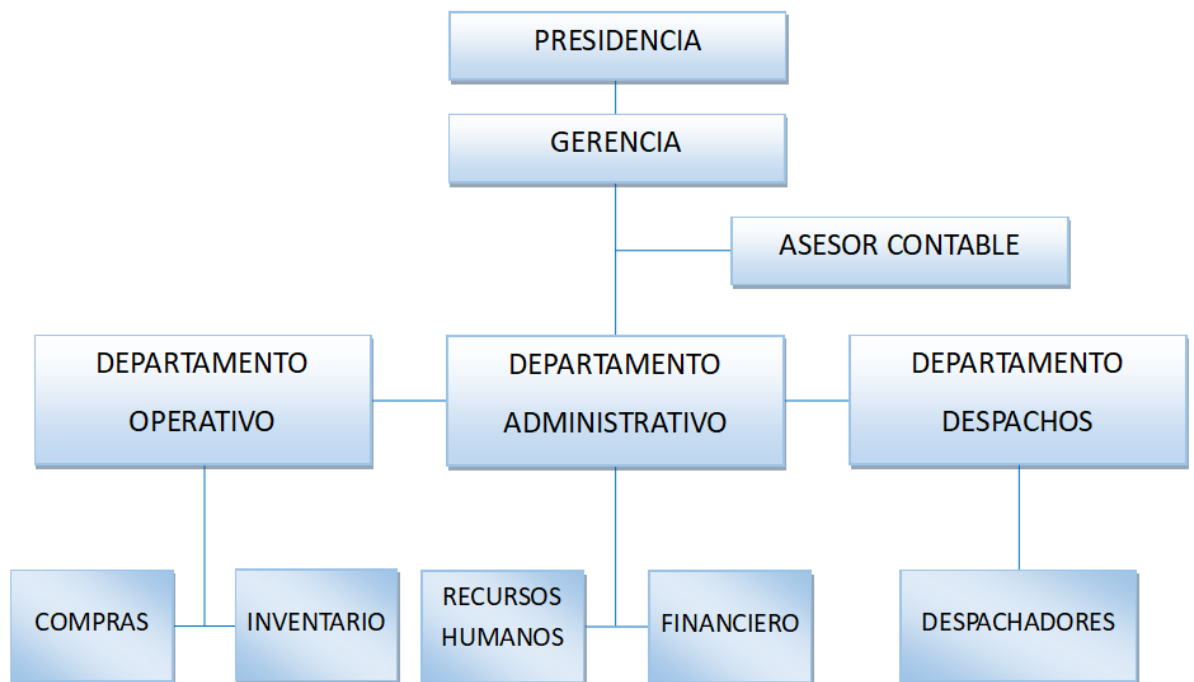 PRESIDENCIA
GERENCIA
ASESOR CONTABLE
DEPARTAMENTO
OPERATIVO
DEPARTAMENTO
ADMINISTRATIVO
DEPARTAMENTO
DESPACHOS
COMPRAS
INVENTARIO
RECURSOS
HUMANOS
FINANCIERO
DESPACHADORES